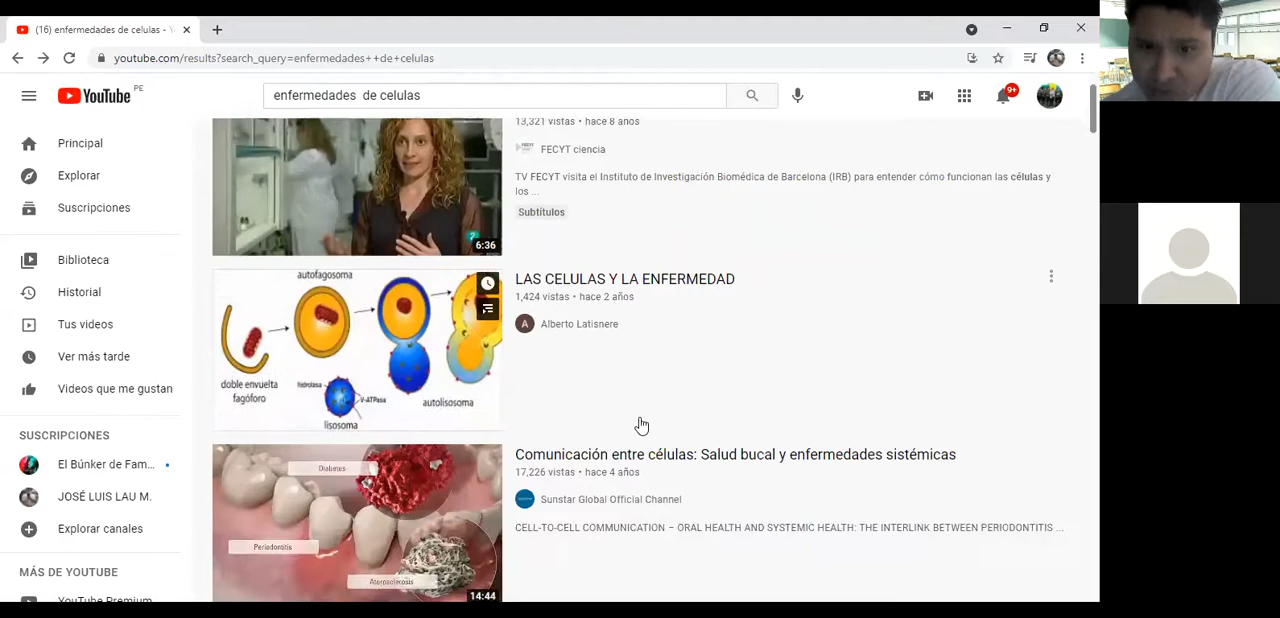 (16) enfermedades de celulas - Y
youtube.com/results?search_query=enfermedades++de+celulas
YouTube PE
enfermedades  de celulas
9+
Principal
Explorar
Suscripciones
Biblioteca
Historial
Tus videos
Ver más tarde
Videos que me gustan
SUSCRIPCIONES
El Búnker de Fam...
JOSÉ LUIS LAU M.
Explorar canales
MÁS DE YOUTUBE
YouTube Premium
13,321 vistas • hace 8 años
FECYT ciencia
TV FECYT visita el Instituto de Investigación Biomédica de Barcelona (IRB) para entender cómo funcionan las células y
los ...
Subtítulos
6:36
autofagosoma
doble envuelta
fagóforo
hidrolasa
V-ATPasa
lisosoma
autolisosoma
LAS CELULAS Y LA ENFERMEDAD
1,424 vistas • hace 2 años
A
Alberto Latisnere
Diabetes
Periodontitis
Aterosclerosis
14:44
Comunicación entre células: Salud bucal y enfermedades sistémicas
17,226 vistas • hace 4 años
Sunstar Global Official Channel
CELL-TO-CELL COMMUNICATION – ORAL HEALTH AND SYSTEMIC HEALTH: THE INTERLINK BETWEEN PERIODONTITIS ...